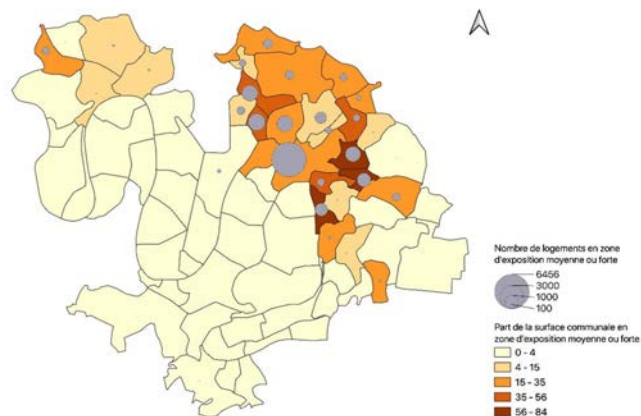 Nombre de logements en zone
d'exposition moyenne ou forte
6456
3000
1000
100
Part de la surface communale en
zone d'exposition moyenne ou forte
0 - 4
4 - 15
15 - 35
35 - 56
56 - 84